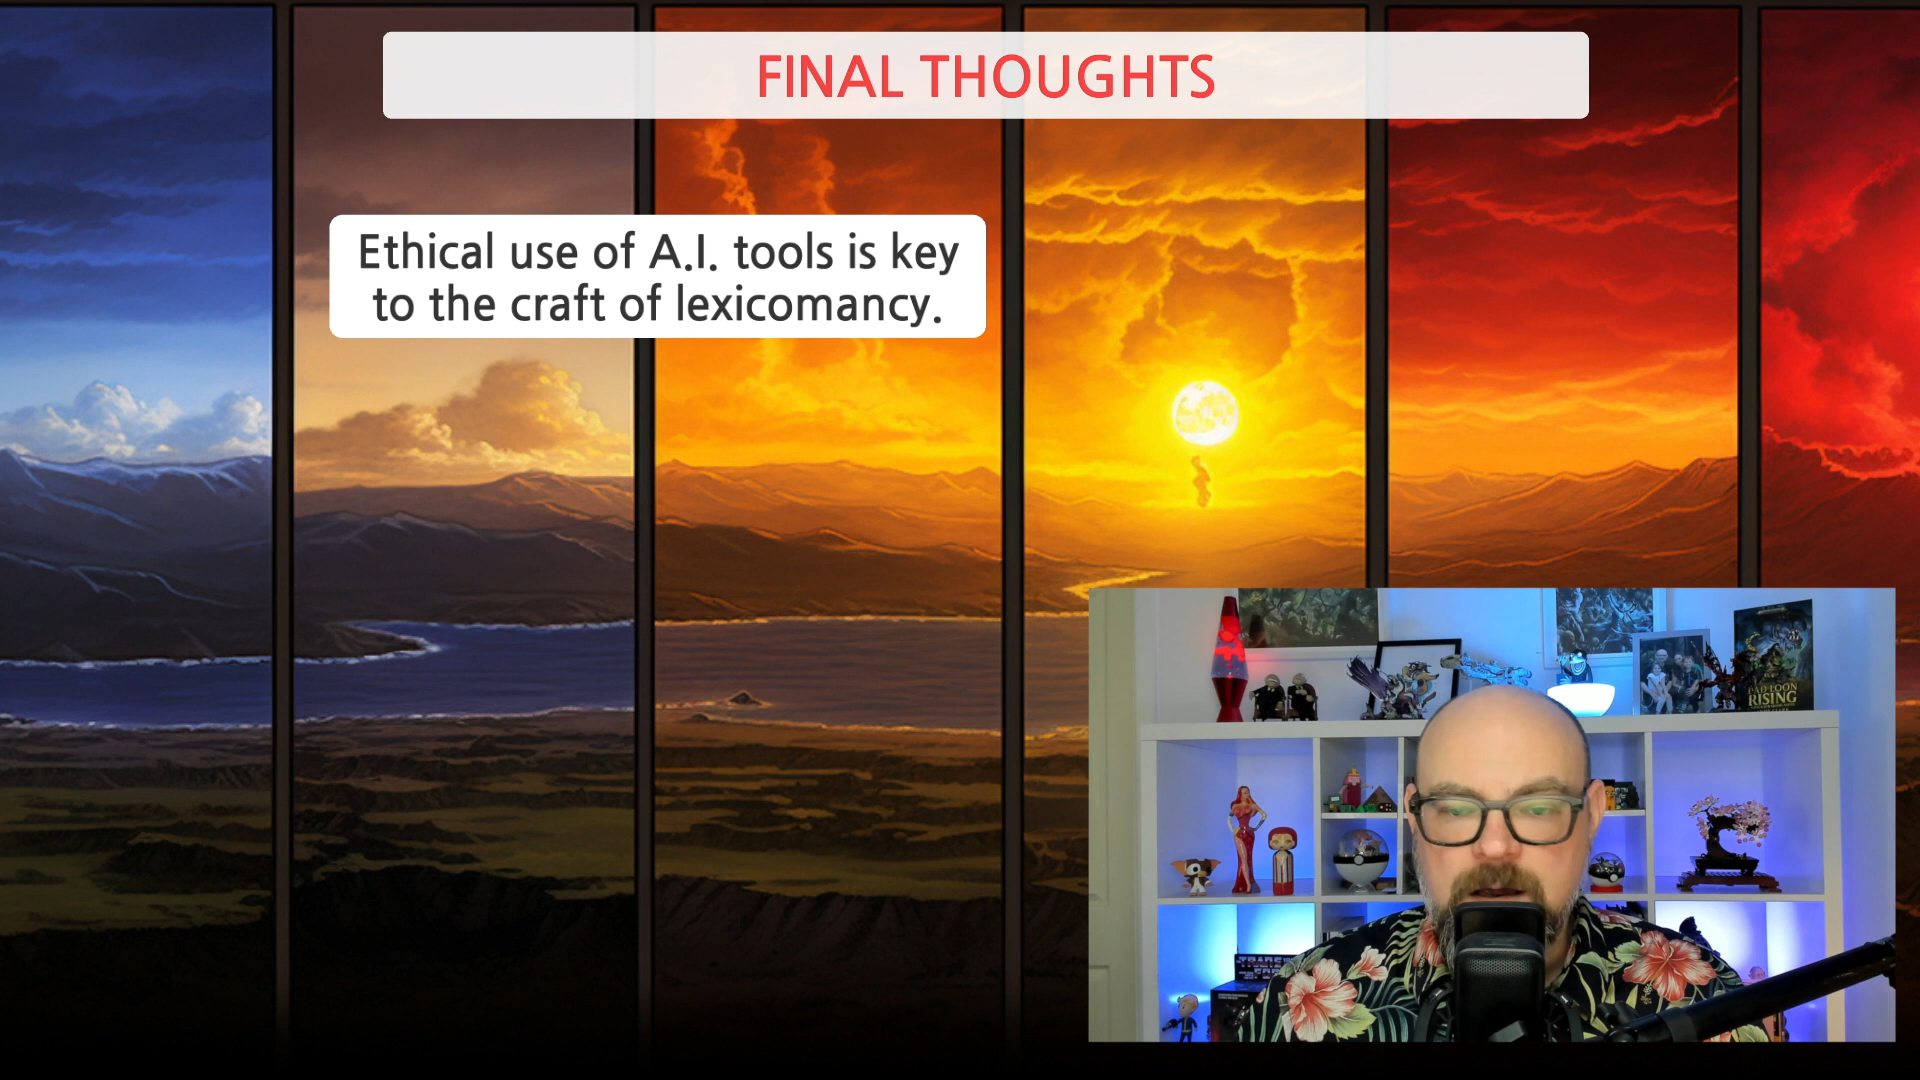 FINAL THOUGHTS
Ethical use of A.I. tools is key
to the craft of lexicomancy.
RISING